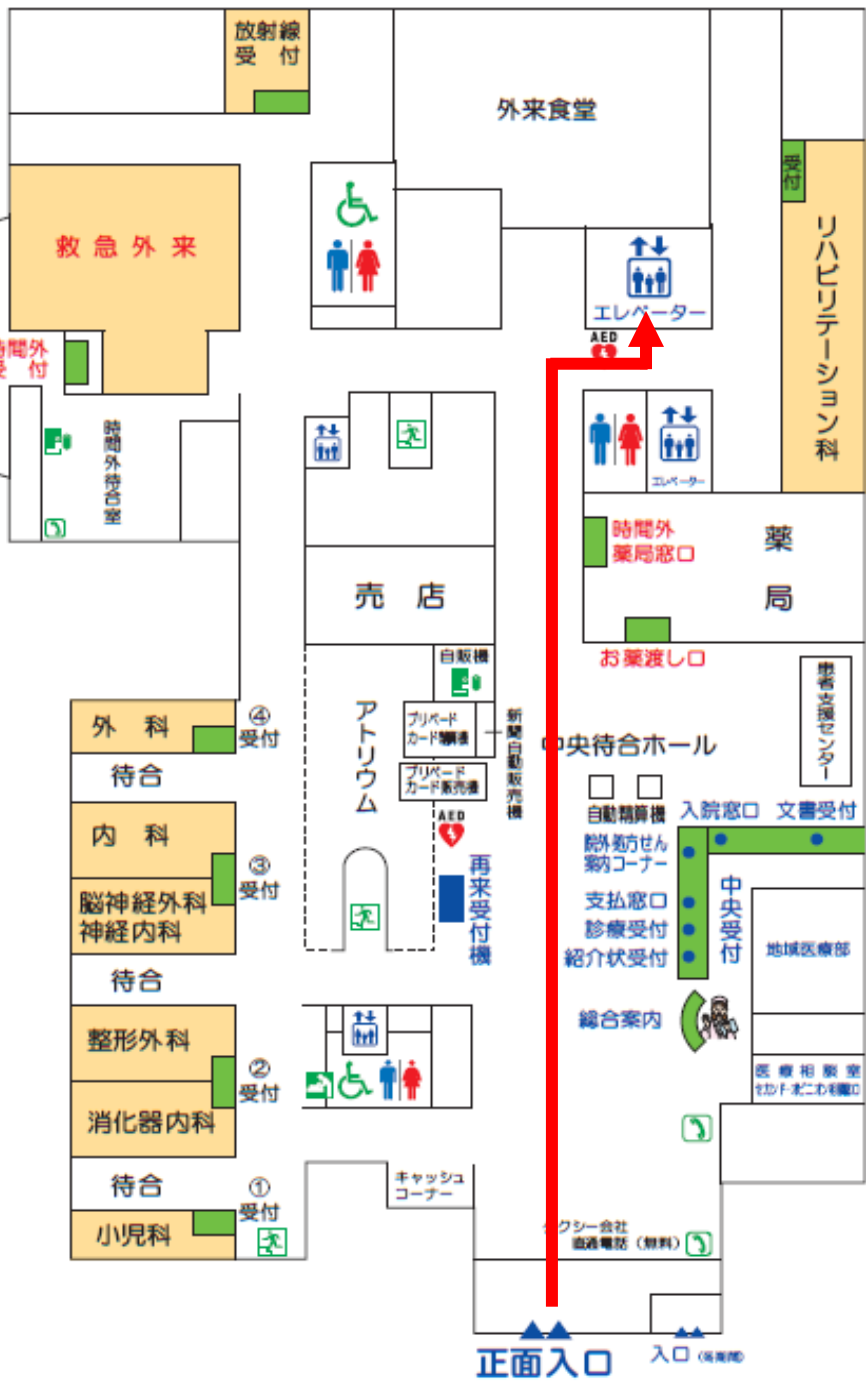 放射線
受 付
外来食堂
受付
リハビリテーション科
救 急 外 来
エレベーター
AED
時間外
受 付
時間外待合室
エレベーター
時間外
薬局窓口
薬
局
お薬渡し口
売 店
自販機
アトリウム
プリペード
カード精算機
新聞自動販売機
プリペード
カード販売機
AED
再来受付機
中央待合ホール
患者支援センター
自動精算機
入院窓口
文書受付
院外処方せん
案内コーナー
支払窓口
診療受付
紹介状受付
中央受付
地域医療部
総合案内
医 療 相 談 室
外 科
④
受付
待合
内 科
③
受付
脳神経外科
神経内科
待合
整形外科
②
受付
消化器内科
待合
①
受付
小児科
キャッシュ
コーナー
タクシー会社
直通電話（無料）
正面入口
入口